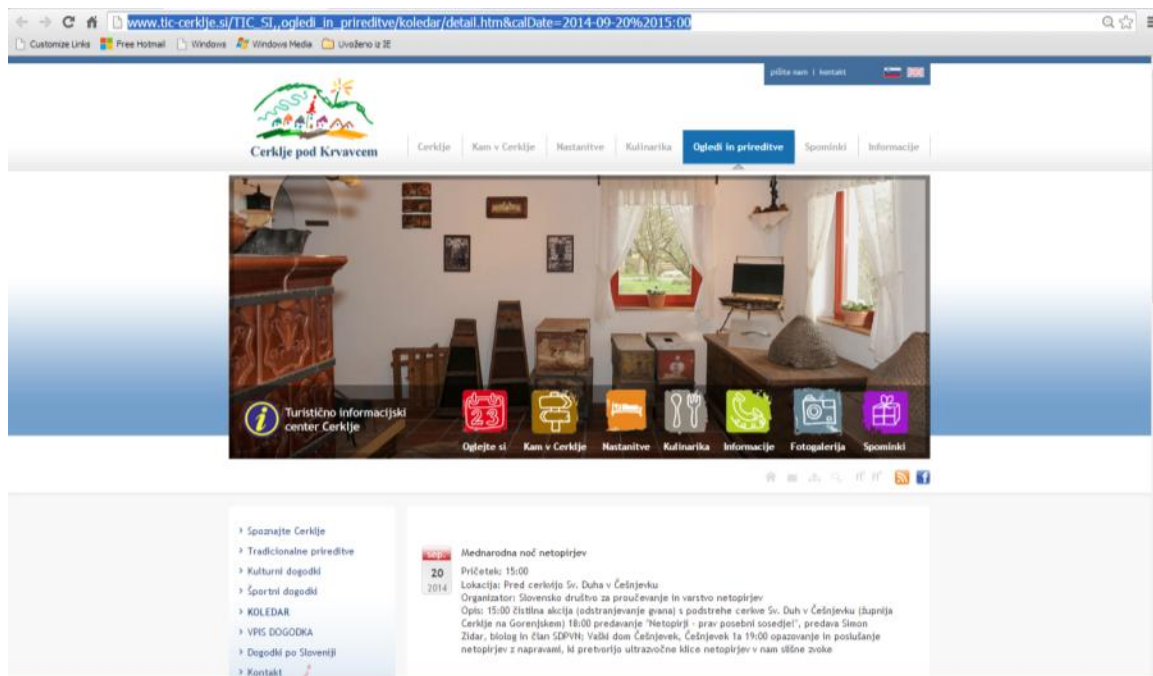 www.tic-cerklje.si/TIC_SI,,ogledi_in_prireditve/koledar/detail.htm&calDate=2014-09-20%2015:00
Customize Links Free Hotmail Windows Windows Media Uvoženo iz IE
pišite nam | kontakt
Cerklje pod Krvavcem
Cerklje Kam v Cerklje Nastanitve Kulinarika Ogledi in prireditve Spominki Informacije
23
i Turistično informacijski
center Cerklje
Oglejte si Kam v Cerklje Nastanitve Kulinarika Informacije Fotogalerija Spominki
Spoznajte Cerklje
Tradicionalne prireditve
Kulturni dogodki
Športni dogodki
KOLEDAR
VPIS DOGODKA
Dogodki po Sloveniji
Kontakt
sep.
20
2014
Mednarodna noč netopirjev
Pričetek: 15:00
Lokacija: Pred cerkvijo Sv. Duha v Češnjevku
Organizator: Slovensko društvo za proučevanje in varstvo netopirjev
Opis: 15:00 čistilna akcija (odstranjevanje gvana) s podstrehe cerkve Sv. Duh v Češnjevku (župnija
Cerklje na Gorenjskem) 18:00 predavanje "Netopirji - prav posebni sosedje!", predava Simon
Zidar, biolog in član SDPVN; Vaški dom Češnjevek, Češnjevek 1a 19:00 opazovanje in poslušanje
netopirjev z napravami, ki pretvorijo ultrazvočne klice netopirjev v nam slišne zvoke